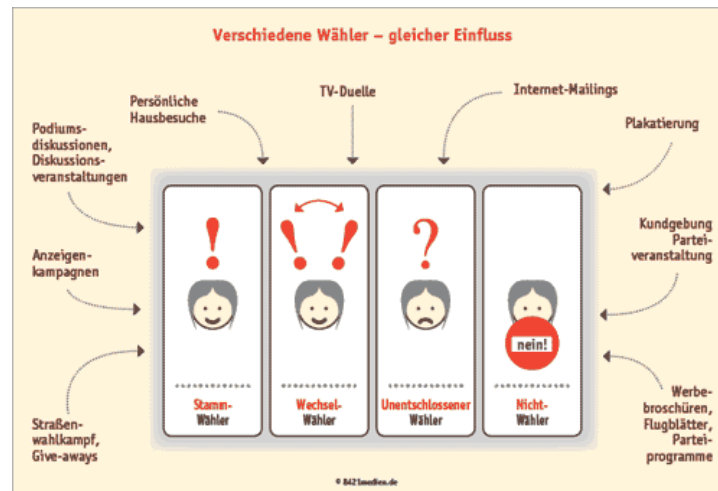 Verschiedene Wähler – gleicher Einfluss
Persönliche
Hausbesuche
TV-Duelle
Internet-Mailings
Podiums-
diskussionen,
Diskussions-
veranstaltungen
Plakatierung
Anzeigen-
kampagnen
Kundgebung
Partei-
veranstaltung
Straßen-
wahlkampf,
Give-aways
Werbe-
broschüren,
Flugblätter,
Partei-
programme
!
! !
?
nein!
Stamm-
Wähler
Wechsel-
Wähler
Unentschlossener
Wähler
Nicht-
Wähler
© 8421medien.de